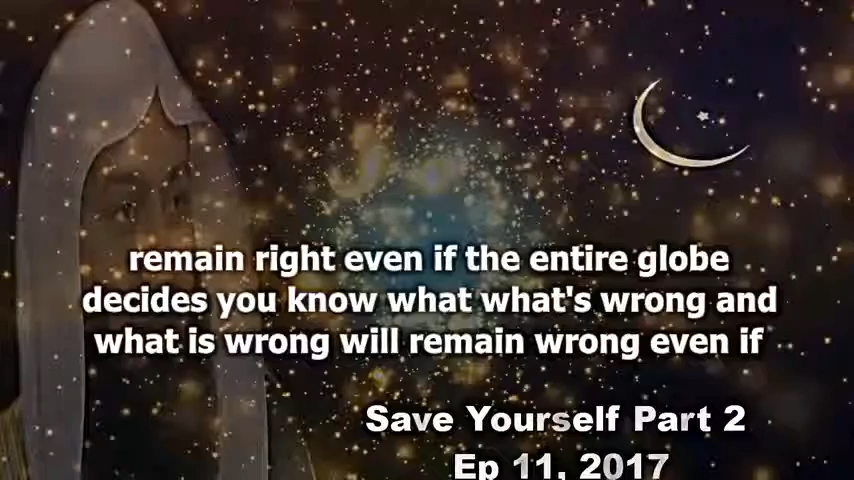 remain right even if the entire globe
decides you know what what's wrong and
what is wrong will remain wrong even if
Save Yourself Part 2
Ep 11, 2017